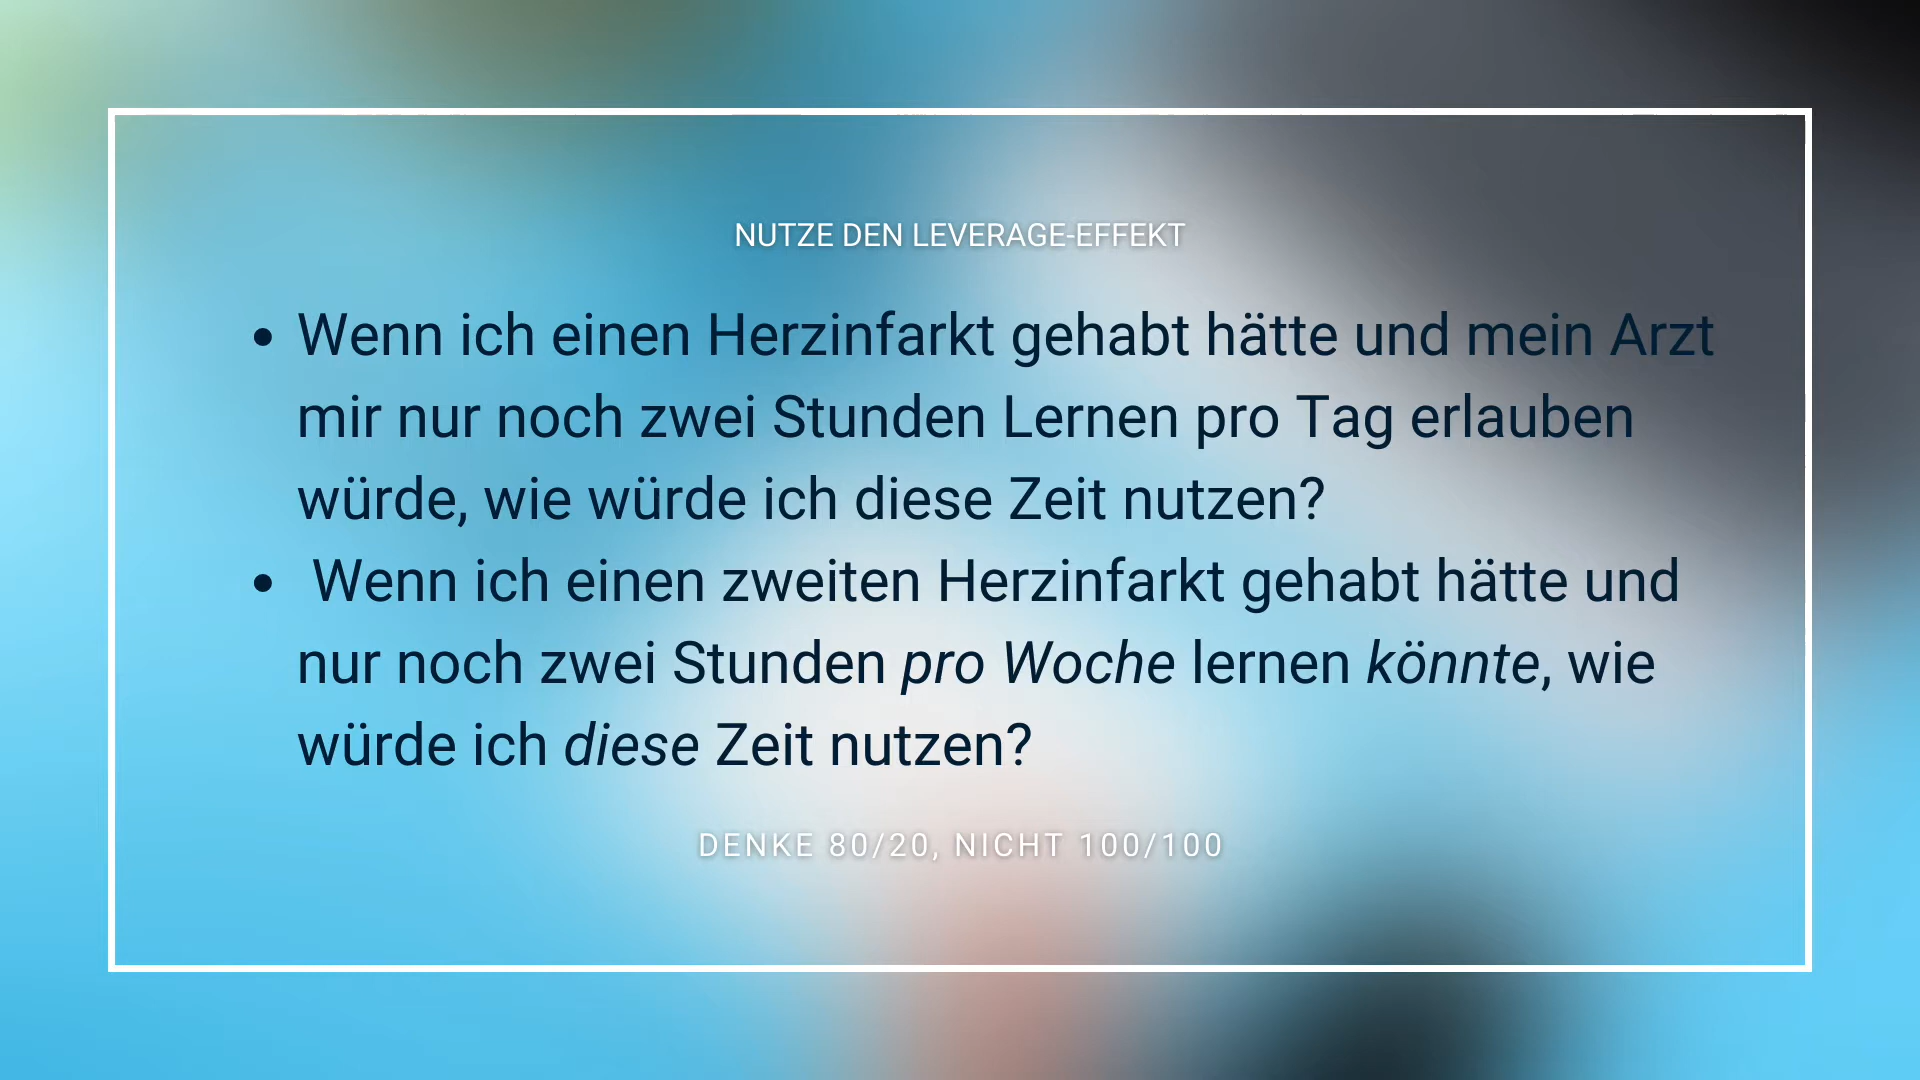 NUTZE DEN LEVERAGE-EFFEKT
• Wenn ich einen Herzinfarkt gehabt hätte und mein Arzt
mir nur noch zwei Stunden Lernen pro Tag erlauben
würde, wie würde ich diese Zeit nutzen?
• Wenn ich einen zweiten Herzinfarkt gehabt hätte und
nur noch zwei Stunden pro Woche lernen könnte, wie
würde ich diese Zeit nutzen?
DENKE 80/20, NICHT 100/100